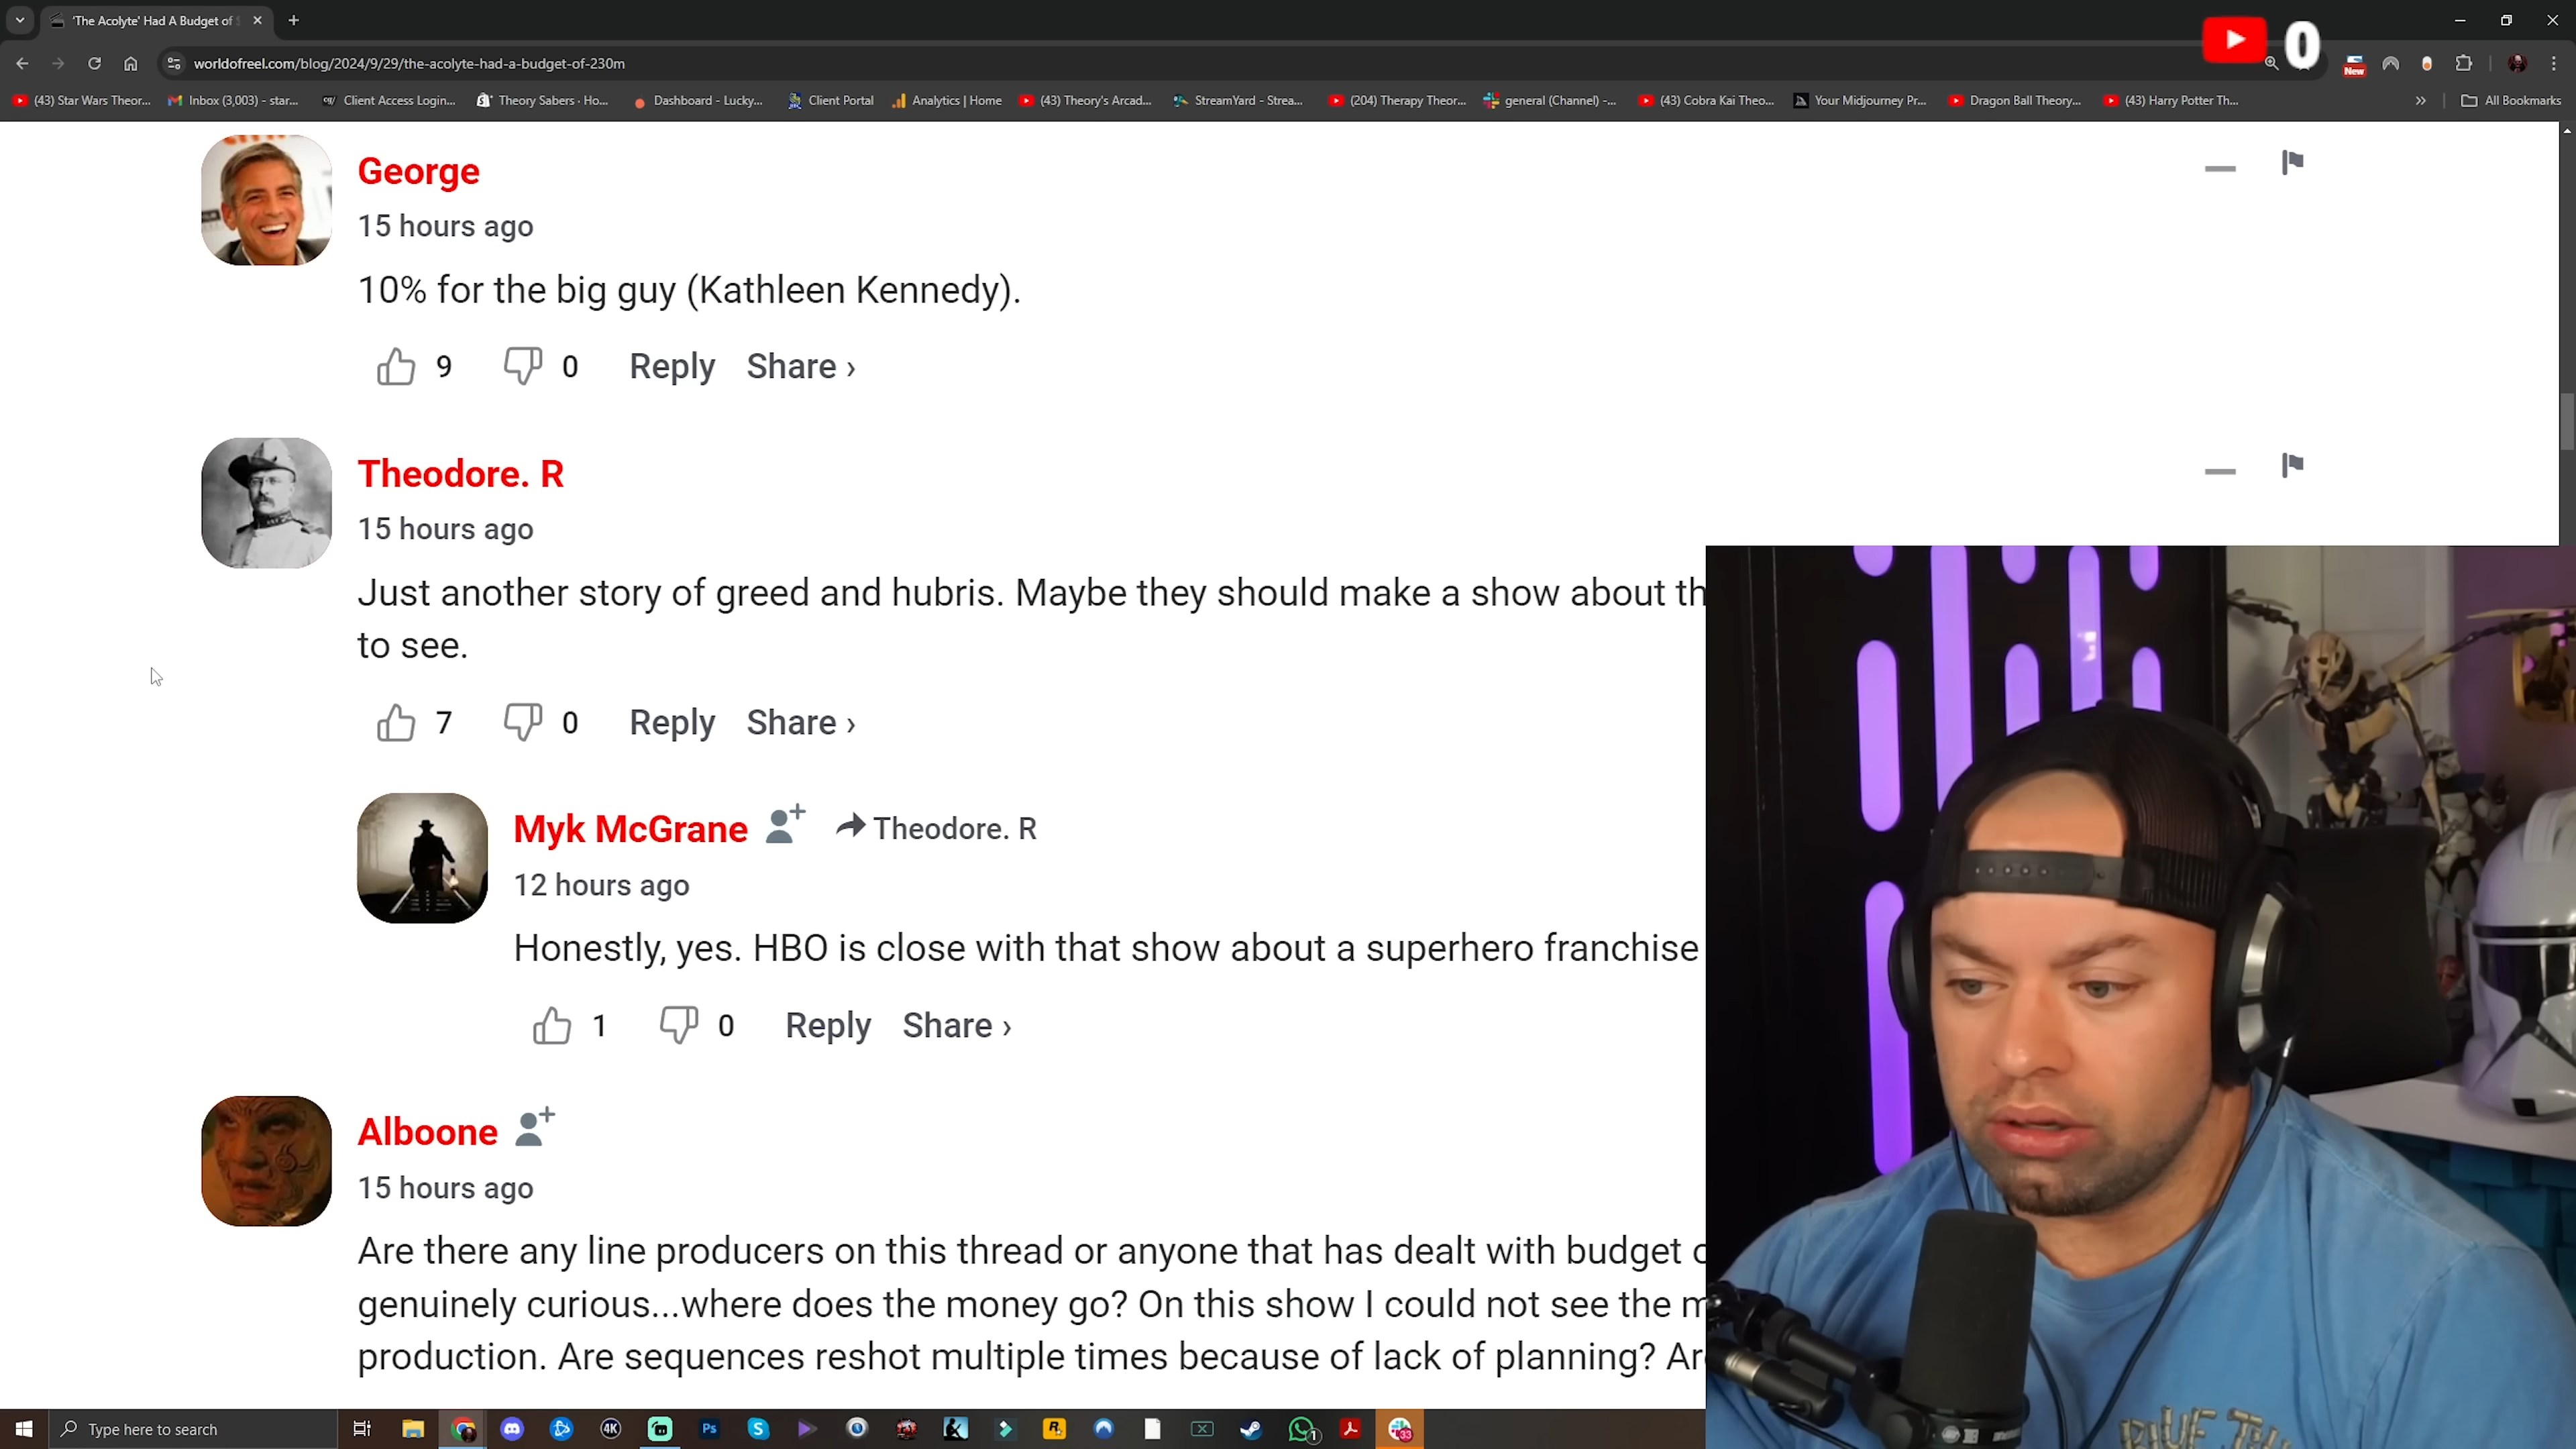 'The Acolyte' Had A Budget of
0
worldofreel.com/blog/2024/9/29/the-acolyte-had-a-budget-of-230m
New
(43) Star Wars Theor... Inbox (3,003) - star... Client Access Login... Theory Sabers · Ho... Dashboard - Lucky... Client Portal Analytics | Home (43) Theory's Arcad... StreamYard - Strea... (204) Therapy Theor... general (Channel) -... (43) Cobra Kai Theo... Your Midjourney Pr... Dragon Ball Theory... (43) Harry Potter Th... All Bookmarks
George
15 hours ago
10% for the big guy (Kathleen Kennedy).
9 0 Reply Share ›
Theodore. R
15 hours ago
Just another story of greed and hubris. Maybe they should make a show about th
to see.
7 0 Reply Share ›
Myk McGrane Theodore. R
12 hours ago
Honestly, yes. HBO is close with that show about a superhero franchise
1 0 Reply Share ›
Alboone
15 hours ago
Are there any line producers on this thread or anyone that has dealt with budget
genuinely curious...where does the money go? On this show I could not see the m
production. Are sequences reshot multiple times because of lack of planning? Ar
Type here to search
4K
Ps
S
R
1
33